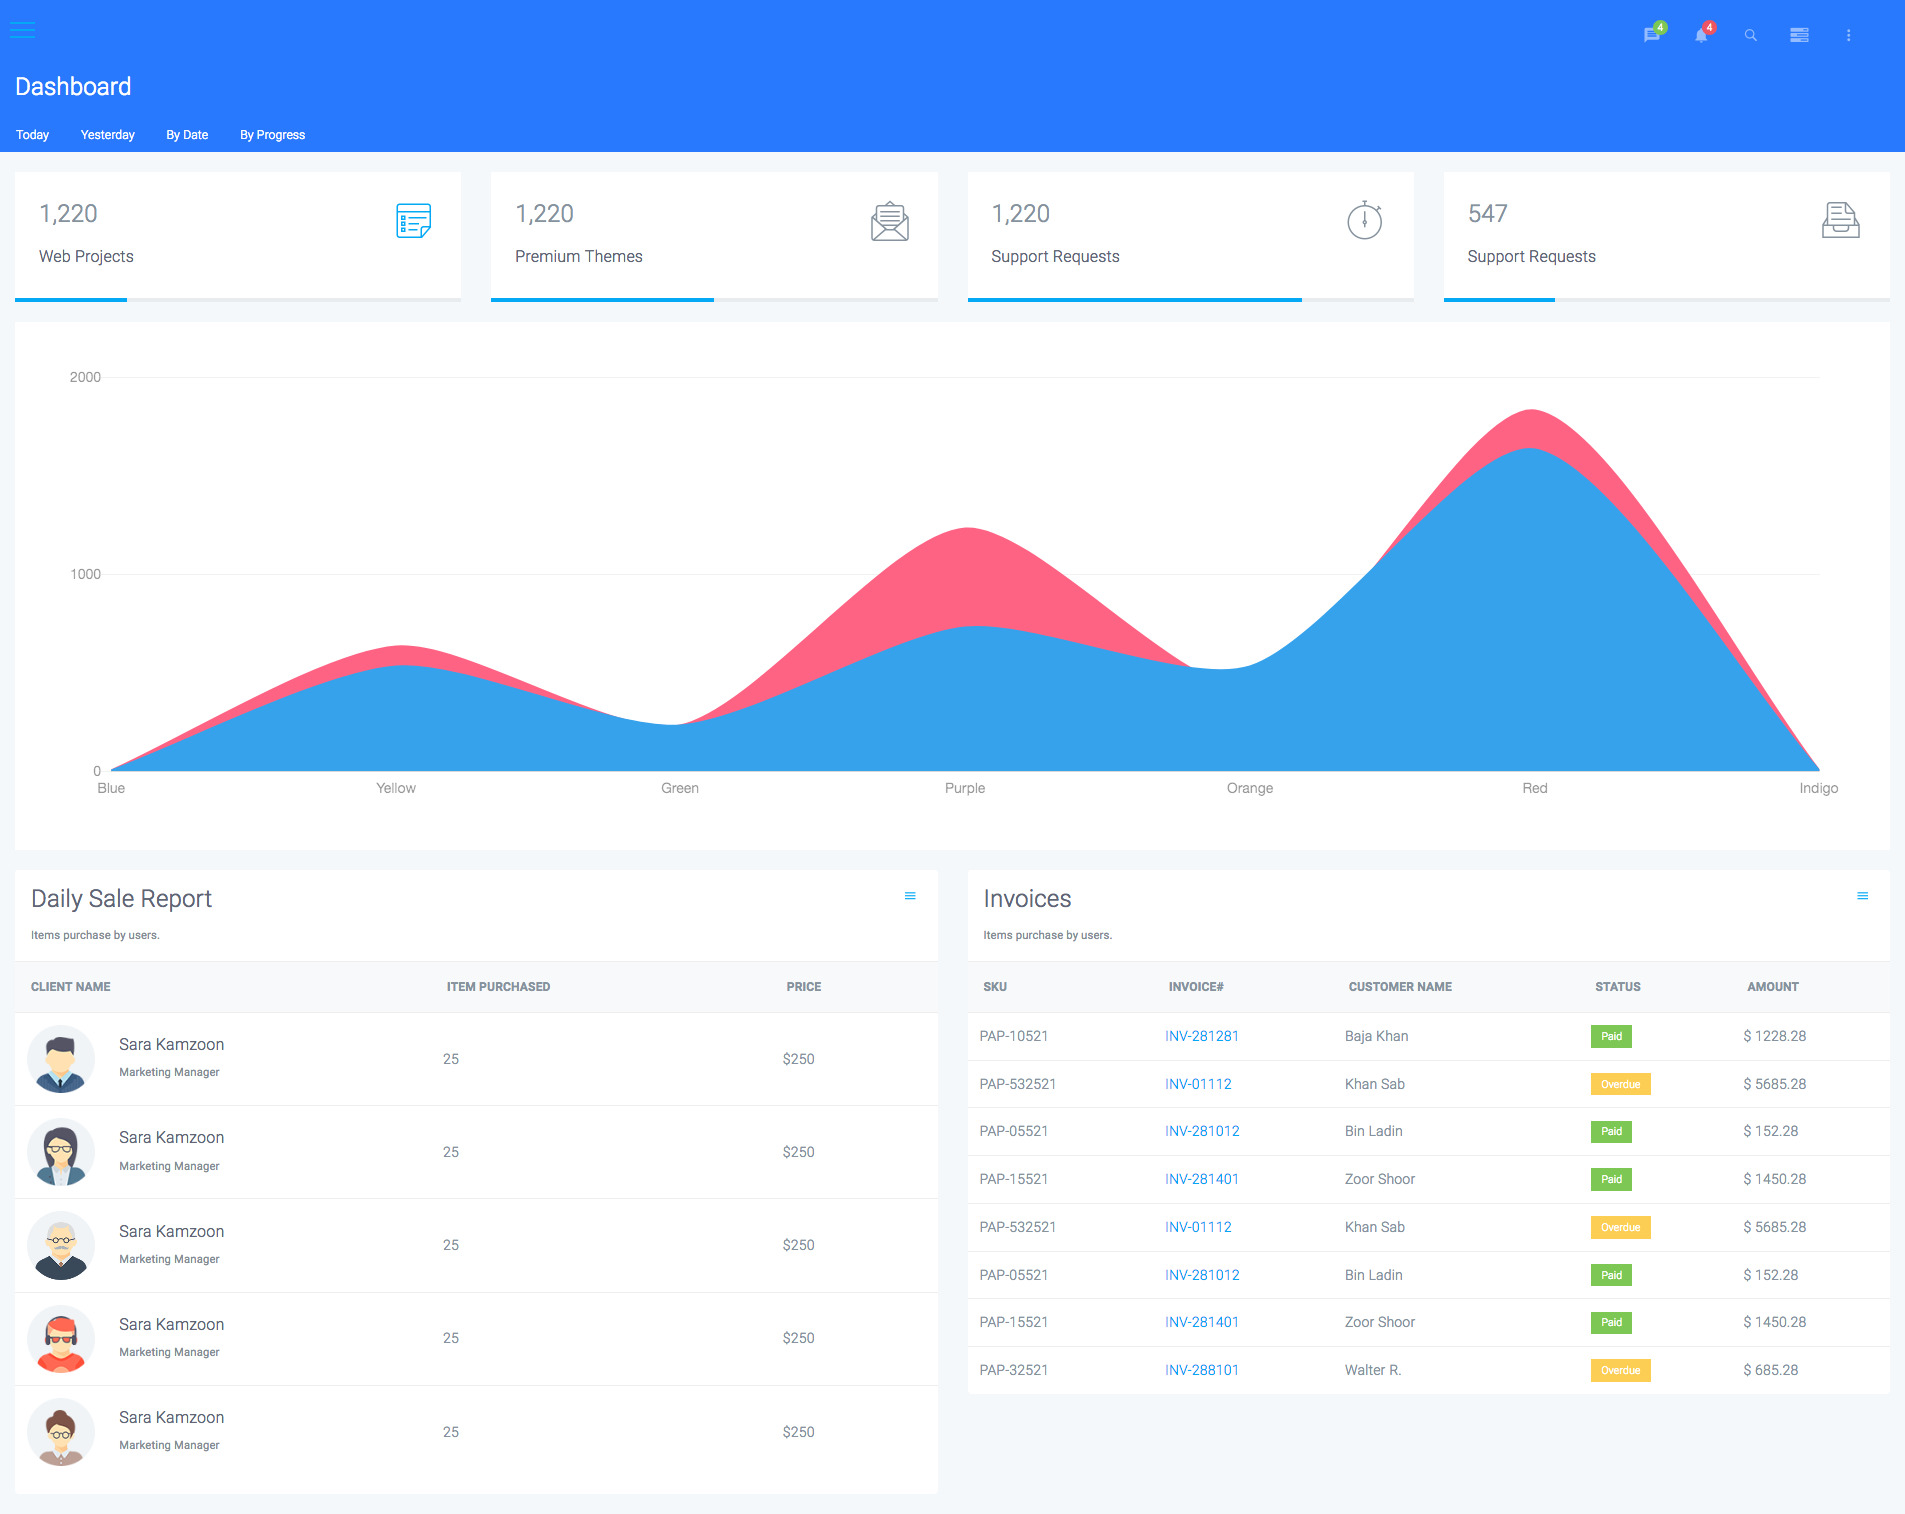 4 4
Dashboard
Today Yesterday By Date By Progress
1,220 1,220 1,220 547
Web Projects Premium Themes Support Requests Support Requests
2000
1000
0
Blue Yellow Green Purple Orange Red Indigo
Daily Sale Report
Items purchase by users.
CLIENT NAME ITEM PURCHASED PRICE
Sara Kamzoon
Marketing Manager
25 $250
Sara Kamzoon
Marketing Manager
25 $250
Sara Kamzoon
Marketing Manager
25 $250
Sara Kamzoon
Marketing Manager
25 $250
Sara Kamzoon
Marketing Manager
25 $250
Invoices
Items purchase by users.
SKU INVOICE# CUSTOMER NAME STATUS AMOUNT
PAP-10521 INV-281281 Baja Khan Paid $ 1228.28
PAP-532521 INV-01112 Khan Sab Overdue $ 5685.28
PAP-05521 INV-281012 Bin Ladin Paid $ 152.28
PAP-15521 INV-281401 Zoor Shoor Paid $ 1450.28
PAP-532521 INV-01112 Khan Sab Overdue $ 5685.28
PAP-05521 INV-281012 Bin Ladin Paid $ 152.28
PAP-15521 INV-281401 Zoor Shoor Paid $ 1450.28
PAP-32521 INV-288101 Walter R. Overdue $ 685.28